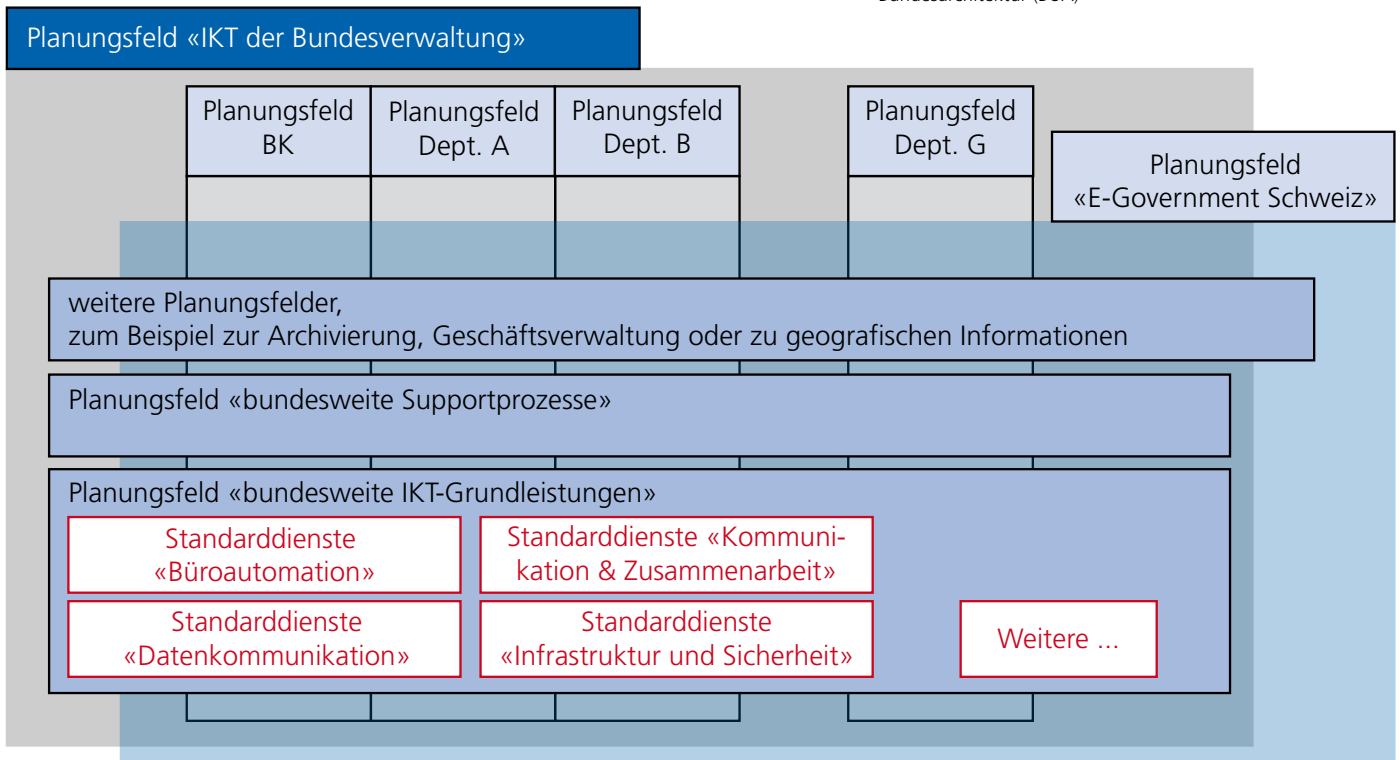 Bundesarchitektur (BUA)
Planungsfeld «IKT der Bundesverwaltung»
Planungsfeld
BK
Planungsfeld
Dept. A
Planungsfeld
Dept. B
Planungsfeld
Dept. G
Planungsfeld
«E-Government Schweiz»
weitere Planungsfelder,
zum Beispiel zur Archivierung, Geschäftsverwaltung oder zu geografischen Informationen
Planungsfeld «bundesweite Supportprozesse»
Planungsfeld «bundesweite IKT-Grundleistungen»
Standarddienste
«Büroautomation»
Standarddienste «Kommuni-
kation & Zusammenarbeit»
Standarddienste
«Datenkommunikation»
Standarddienste
«Infrastruktur und Sicherheit»
Weitere ...